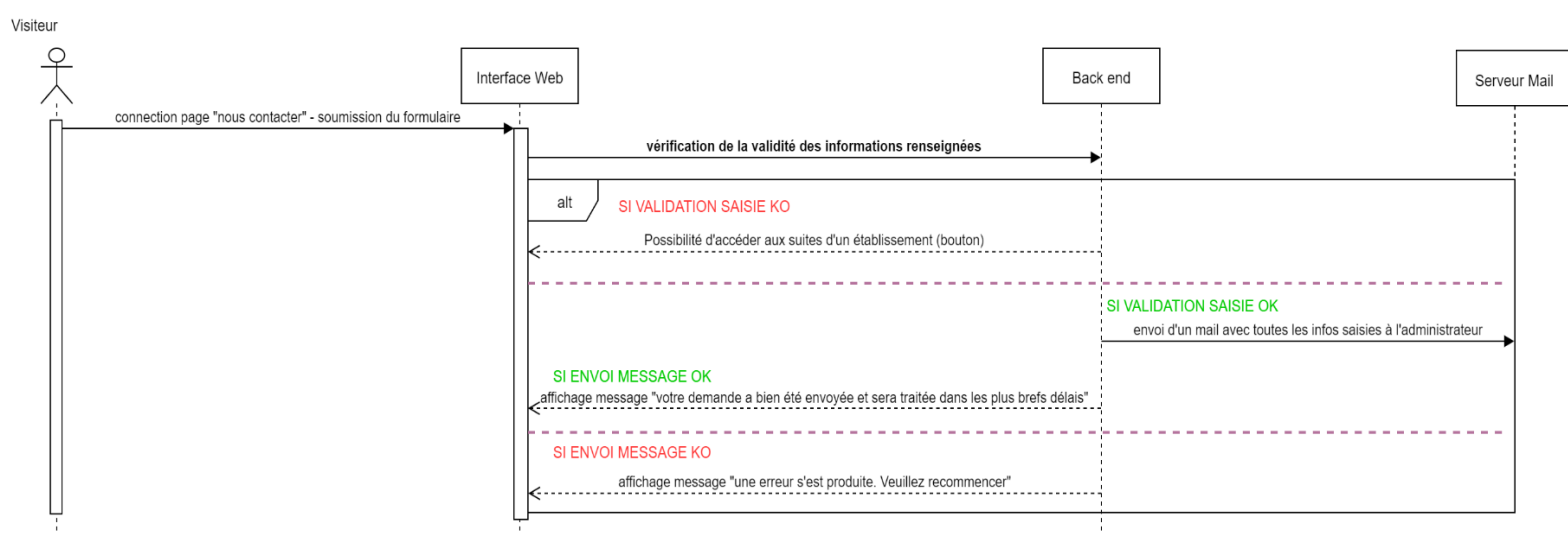 Visiteur
Interface Web
Back end
Serveur Mail
connection page "nous contacter" - soumission du formulaire
vérification de la validité des informations renseignées
alt
SI VALIDATION SAISIE KO
Possibilité d'accéder aux suites d'un établissement (bouton)
SI VALIDATION SAISIE OK
envoi d'un mail avec toutes les infos saisies à l'administrateur
SI ENVOI MESSAGE OK
affichage message "votre demande a bien été envoyée et sera traitée dans les plus brefs délais"
SI ENVOI MESSAGE KO
affichage message "une erreur s'est produite. Veuillez recommencer"